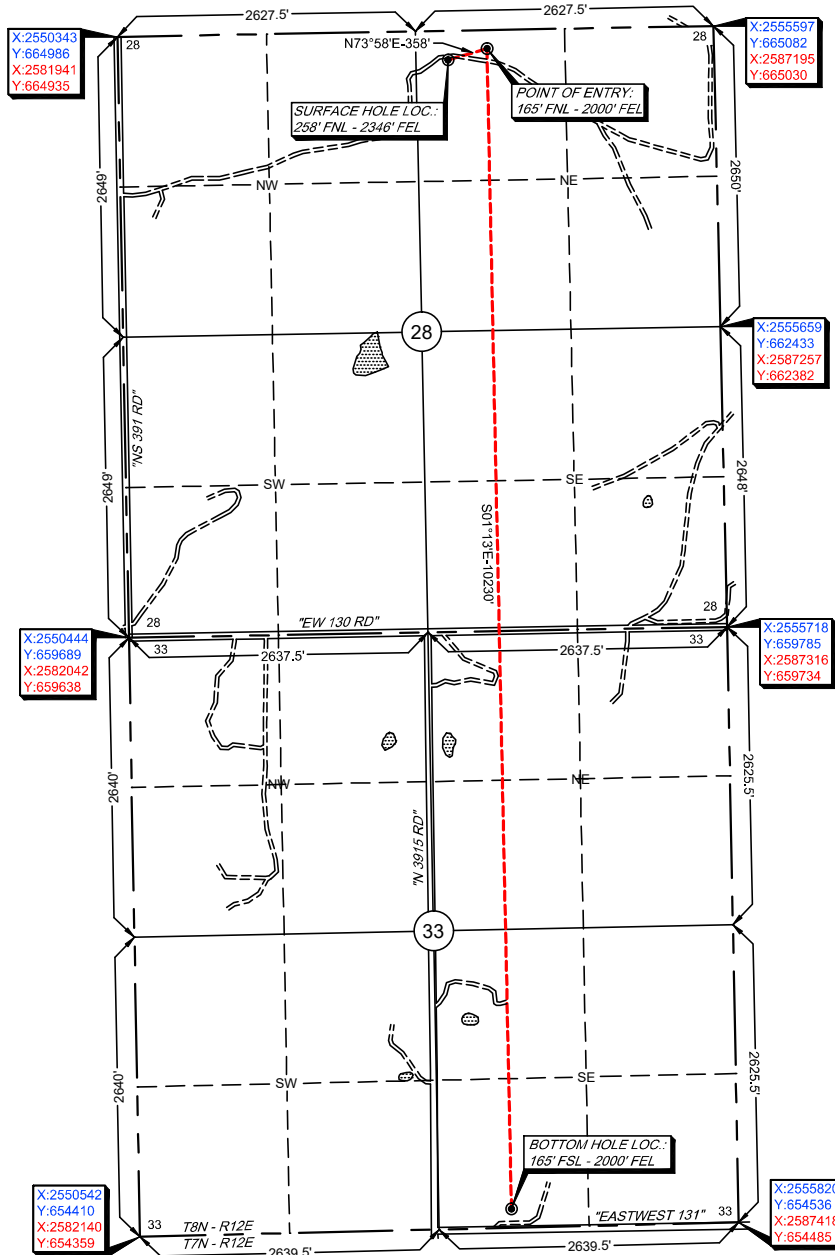 2627.5'
2627.5'
X:2550343
Y:664986
X:2581941
Y:664935
28
N73°58'E-358'
28
X:2555597
Y:665082
X:2587195
Y:665030
SURFACE HOLE LOC.:
258' FNL - 2346' FEL
POINT OF ENTRY:
165' FNL - 2000' FEL
2649'
NW
NE
2650'
28
X:2555659
Y:662433
X:2587257
Y:662382
"NS 391 RD"
2649'
SW
SE
2648'
S01°13'E-10230'
28
"EW 130 RD"
28
X:2550444
Y:659689
X:2582042
Y:659638
33
2637.5'
2637.5'
33
X:2555718
Y:659785
X:2587316
Y:659734
2640'
NW
NE
2625.5'
"N 3915 RD"
33
2640'
SW
SE
2625.5'
BOTTOM HOLE LOC.:
165' FSL - 2000' FEL
X:2550542
Y:654410
X:2582140
Y:654359
33
T8N - R12E
T7N - R12E
"EASTWEST 131"
33
X:2555820
Y:654536
X:2587418
Y:654485
2639.5'
2639.5'